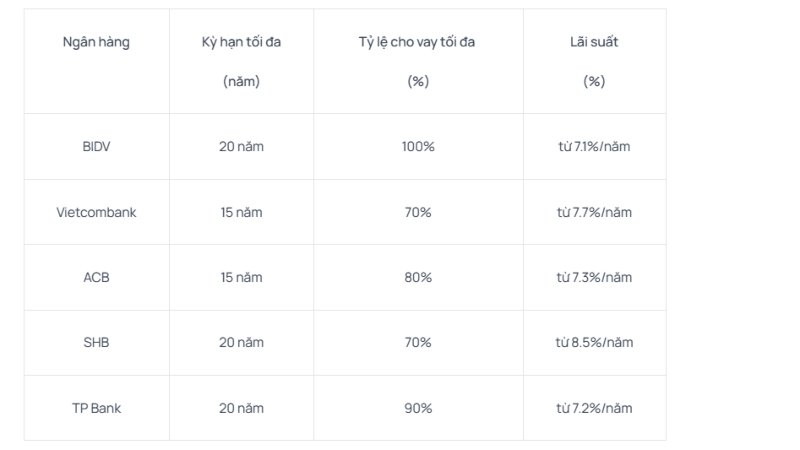 Ngân hàng
Kỳ hạn tối đa
(năm)
Tỷ lệ cho vay tối đa
(%)
Lãi suất
(%)
BIDV
20 năm
100%
từ 7.1%/năm
Vietcombank
15 năm
70%
từ 7.7%/năm
ACB
15 năm
80%
từ 7.3%/năm
SHB
20 năm
70%
từ 8.5%/năm
TP Bank
20 năm
90%
từ 7.2%/năm